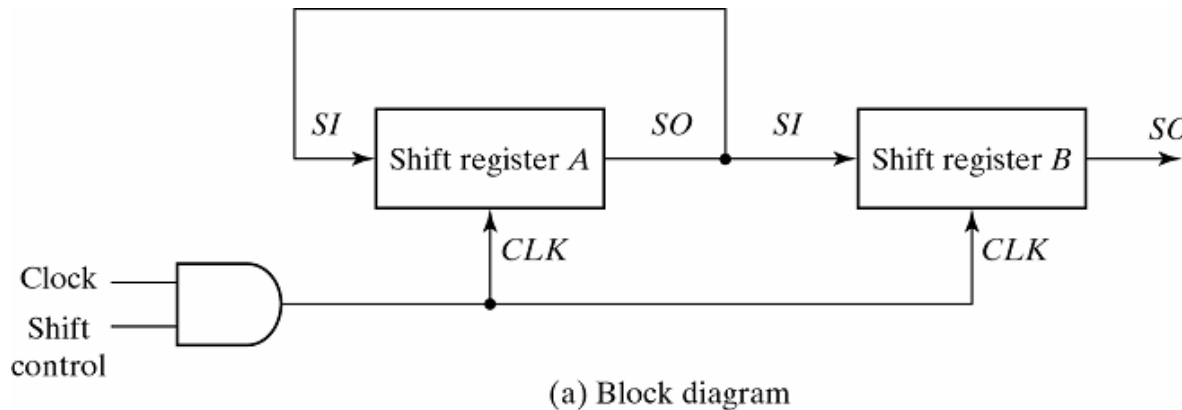 SI
Shift register A
SO
SI
Shift register B
SO
CLK
CLK
Clock
Shift
control
(a) Block diagram